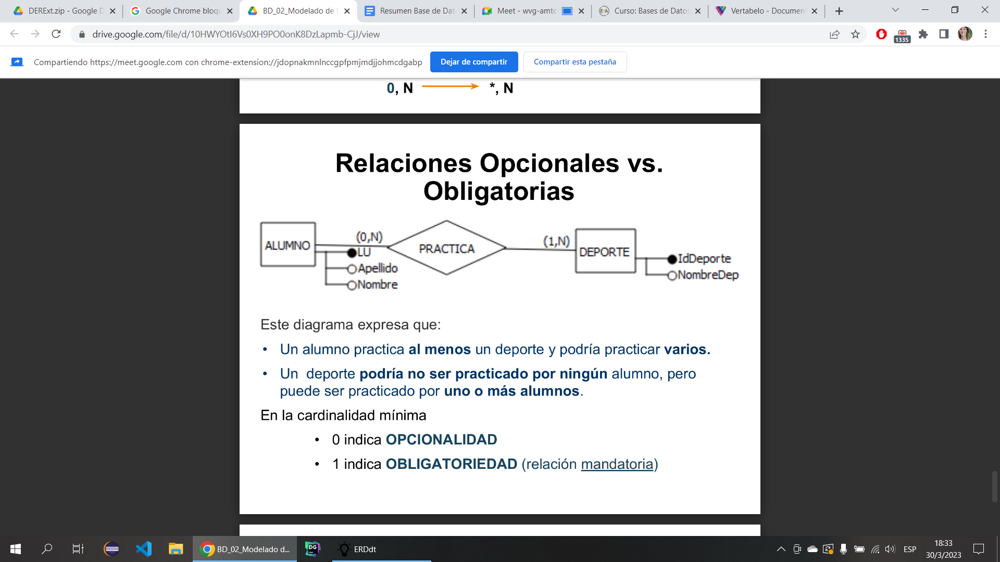 DERExt.zip - Google D
Google Chrome bloqu
BD_02_Modelado de D
Resumen Base de Dat
Meet - wvg-amtc
Curso: Bases de Datos
Vertabelo - Document
drive.google.com/file/d/10HWYOtI6Vs0XH9PO0onK8DzLapmb-CjJ/view
1335
Compartiendo https://meet.google.com con chrome-extension://jdopnakmnlnccgpfpmjmdjjohmcdgabp
Dejar de compartir
Compartir esta pestaña
0, N
*, N
Relaciones Opcionales vs.
Obligatorias
ALUMNO
(0,N)
LU
Apellido
Nombre
PRACTICA
(1,N)
DEPORTE
IdDeporte
NombreDep
Este diagrama expresa que:
• Un alumno practica al menos un deporte y podría practicar varios.
• Un deporte podría no ser practicado por ningún alumno, pero
puede ser practicado por uno o más alumnos.
En la cardinalidad mínima
• 0 indica OPCIONALIDAD
• 1 indica OBLIGATORIEDAD (relación mandatoria)
BD_02_Modelado d...
DG
ERDdt
ESP
18:33
30/3/2023